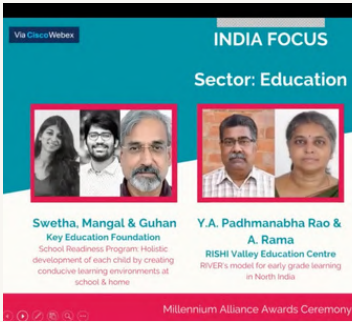 Via Cisco Webex
INDIA FOCUS
Sector: Education
Swetha, Mangal & Guhan
Key Education Foundation
School Readiness Program: Holistic
development of each child by creating
conducive learning environments at
school & home
Y.A. Padhmanabha Rao &
A. Rama
RISHI Valley Education Centre
RIVER's model for early grade learning
in North India
Millennium Alliance Awards Ceremony